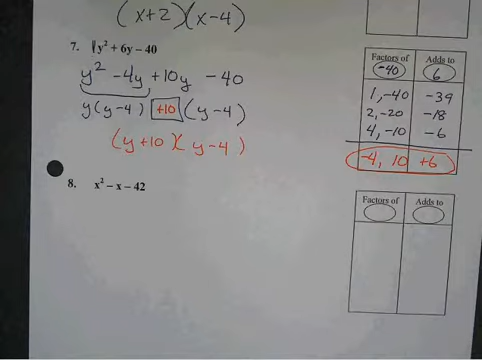 (x+2)(x-4)
7. y² + 6y – 40
y² -4y +10y -40
y(y-4) +10 (y-4)
(y+10)(y-4)
Factors of -40 Adds to 6
1, -40 -39
2, -20 -18
4, -10 -6
-4, 10 +6
8. x² – x – 42
Factors of Adds to